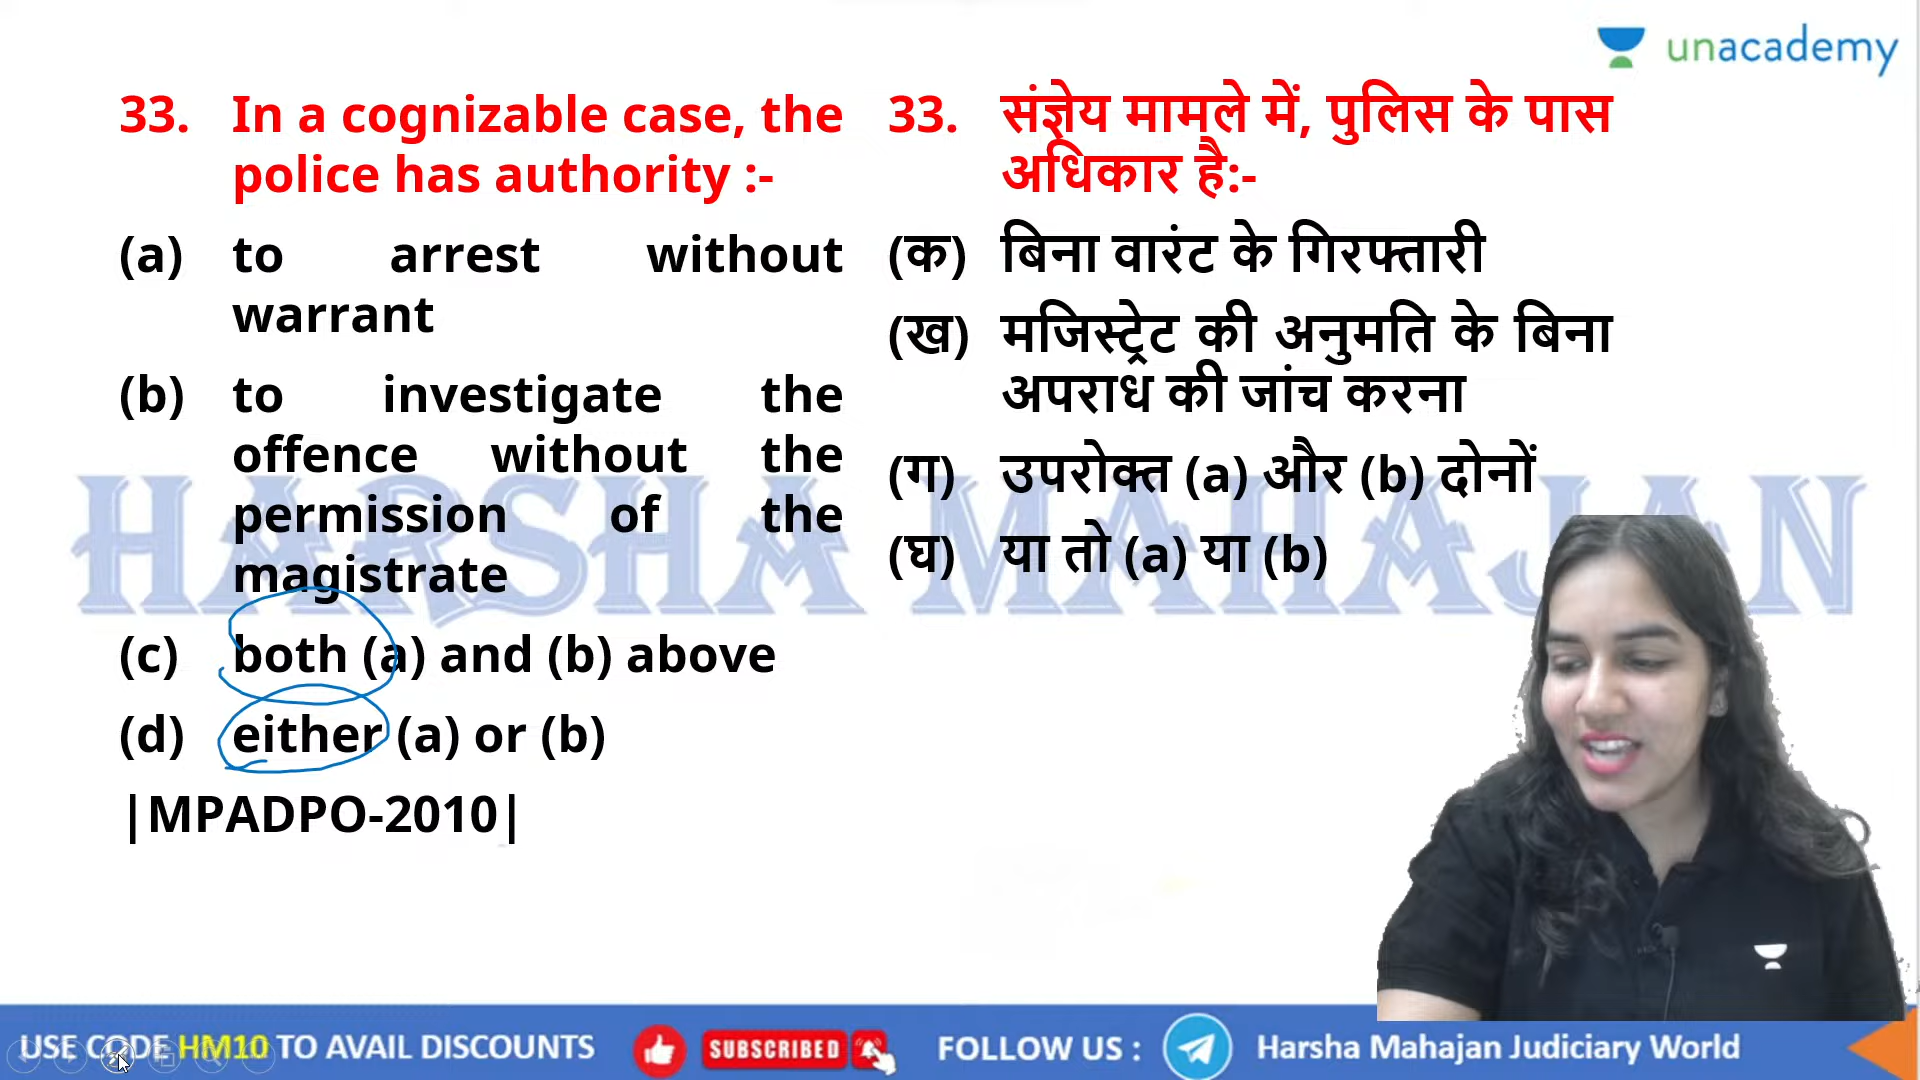 unacademy
33. In a cognizable case, the
police has authority :-
(a) to arrest without
warrant
(b) to investigate the
offence without the
permission of the
magistrate
(c) both (a) and (b) above
(d) either (a) or (b)
|MPADPO-2010|
33. संज्ञेय मामले में, पुलिस के पास
अधिकार है:-
(क) बिना वारंट के गिरफ्तारी
(ख) मजिस्ट्रेट की अनुमति के बिना
अपराध की जांच करना
(ग) उपरोक्त (a) और (b) दोनों
(घ) या तो (a) या (b)
HARSHA MAHAJAN
USE CODE HM10 TO AVAIL DISCOUNTS
SUBSCRIBED
FOLLOW US :
Harsha Mahajan Judiciary World